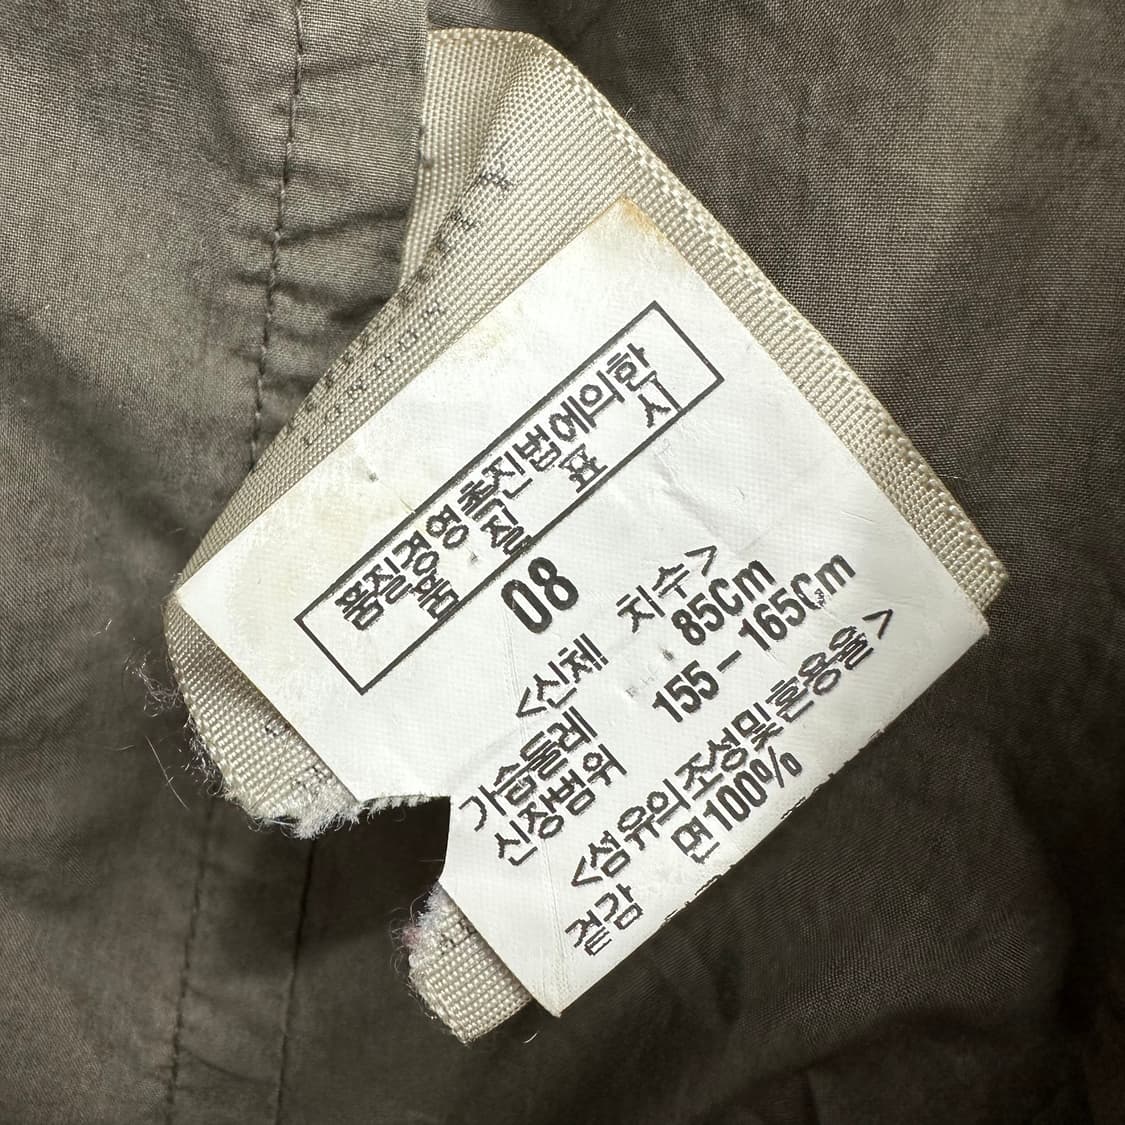 품질경영촉진법에의한
품 질 표 시
08
<신체 치수>
가슴둘레 85Cm
신장범위 155-165Cm
<섬유의조성및혼용율>
겉감 면100%